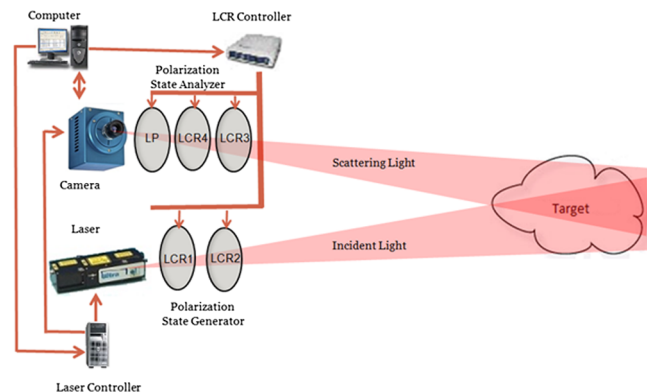 Computer
LCR Controller
Polarization
State Analyzer
LP
LCR4
LCR3
Camera
Scattering Light
Target
Laser
Incident Light
LCR1
LCR2
Polarization
State Generator
Laser Controller